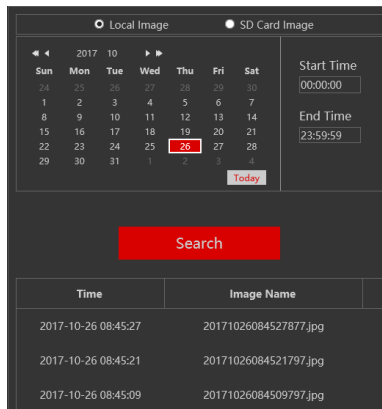 Local Image SD Card Image
2017 10
Sun Mon Tue Wed Thu Fri Sat
24 25 26 27 28 29 30
1 2 3 4 5 6 7
8 9 10 11 12 13 14
15 16 17 18 19 20 21
22 23 24 25 26 27 28
29 30 31 1 2 3 4
Today
Start Time
00:00:00
End Time
23:59:59
Search
Time Image Name
2017-10-26 08:45:27 20171026084527877.jpg
2017-10-26 08:45:21 20171026084521797.jpg
2017-10-26 08:45:09 20171026084509797.jpg